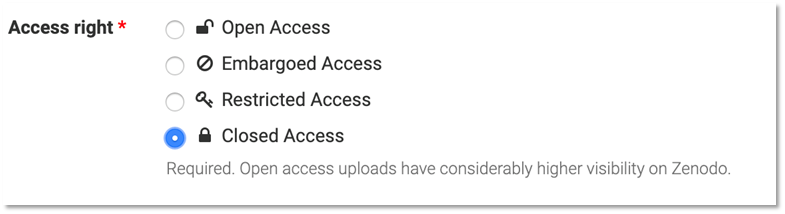 Access right * Open Access
Embargoed Access
Restricted Access
Closed Access
Required. Open access uploads have considerably higher visibility on Zenodo.